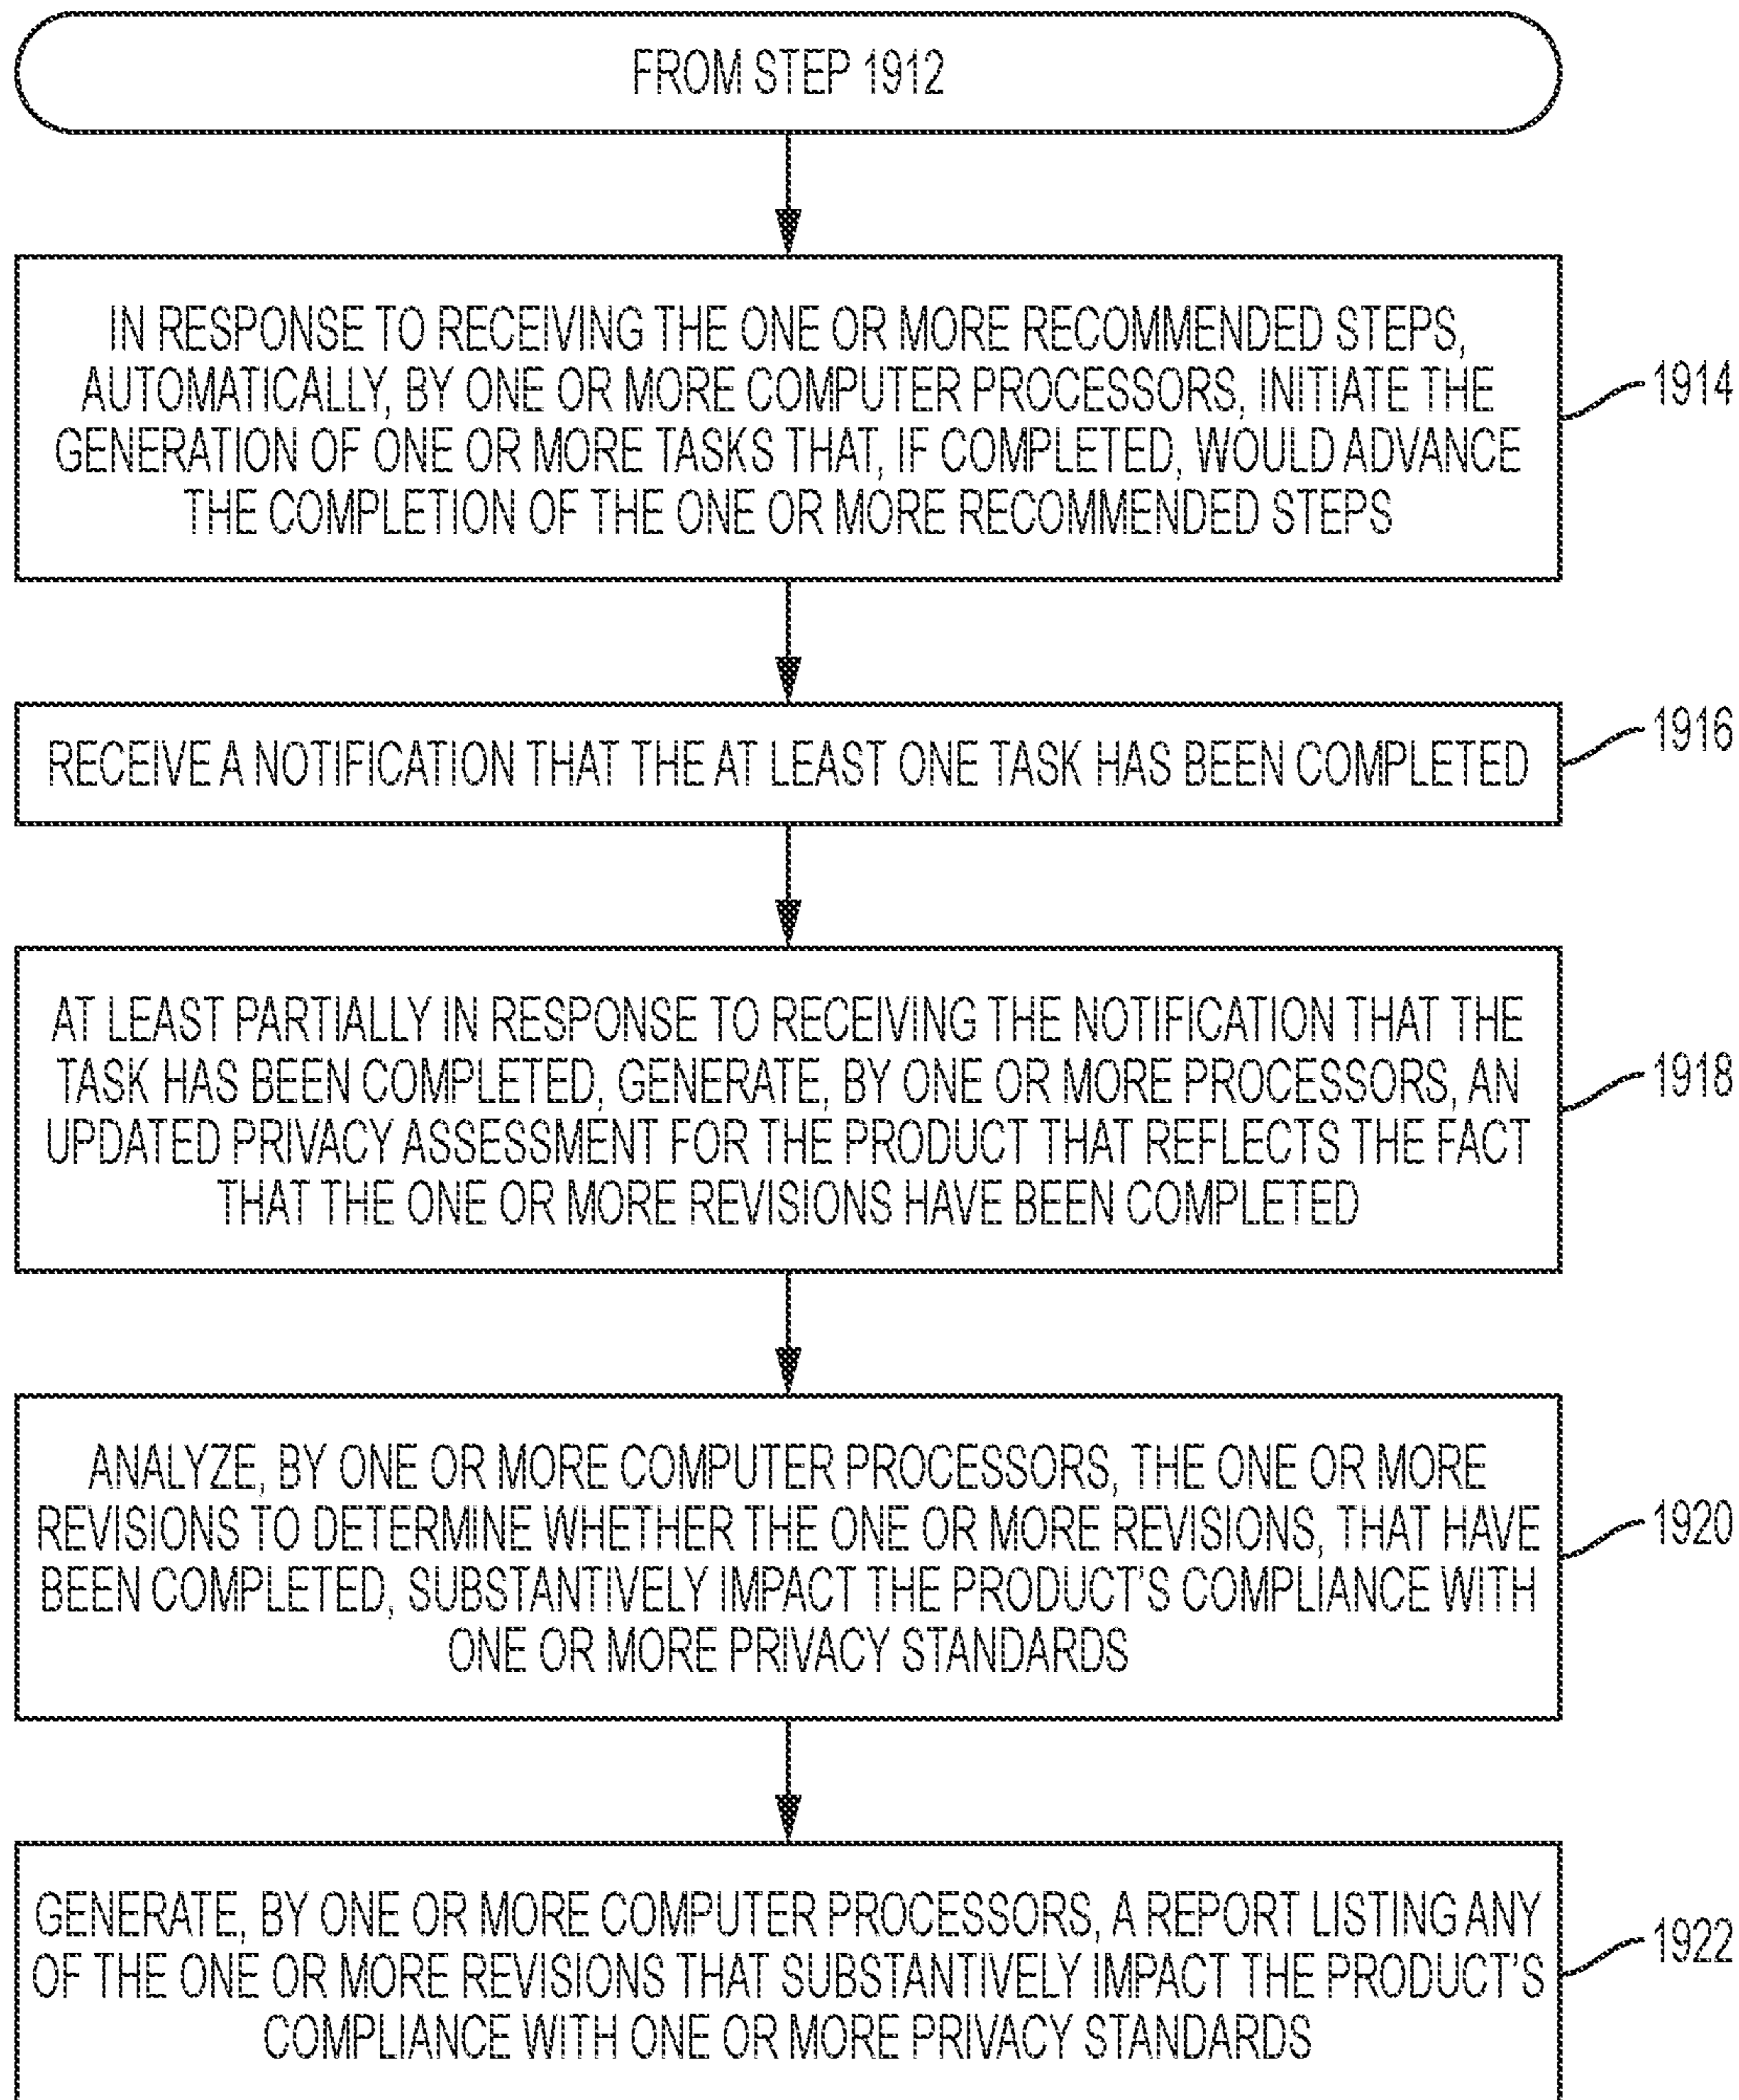 FROM STEP 1912
IN RESPONSE TO RECEIVING THE ONE OR MORE RECOMMENDED STEPS,
AUTOMATICALLY, BY ONE OR MORE COMPUTER PROCESSORS, INITIATE THE
GENERATION OF ONE OR MORE TASKS THAT, IF COMPLETED, WOULD ADVANCE
THE COMPLETION OF THE ONE OR MORE RECOMMENDED STEPS
1914
RECEIVE A NOTIFICATION THAT THE AT LEAST ONE TASK HAS BEEN COMPLETED
1916
AT LEAST PARTIALLY IN RESPONSE TO RECEIVING THE NOTIFICATION THAT THE
TASK HAS BEEN COMPLETED, GENERATE, BY ONE OR MORE PROCESSORS, AN
UPDATED PRIVACY ASSESSMENT FOR THE PRODUCT THAT REFLECTS THE FACT
THAT THE ONE OR MORE REVISIONS HAVE BEEN COMPLETED
1918
ANALYZE, BY ONE OR MORE COMPUTER PROCESSORS, THE ONE OR MORE
REVISIONS TO DETERMINE WHETHER THE ONE OR MORE REVISIONS, THAT HAVE
BEEN COMPLETED, SUBSTANTIVELY IMPACT THE PRODUCT'S COMPLIANCE WITH
ONE OR MORE PRIVACY STANDARDS
1920
GENERATE, BY ONE OR MORE COMPUTER PROCESSORS, A REPORT LISTING ANY
OF THE ONE OR MORE REVISIONS THAT SUBSTANTIVELY IMPACT THE PRODUCT'S
COMPLIANCE WITH ONE OR MORE PRIVACY STANDARDS
1922